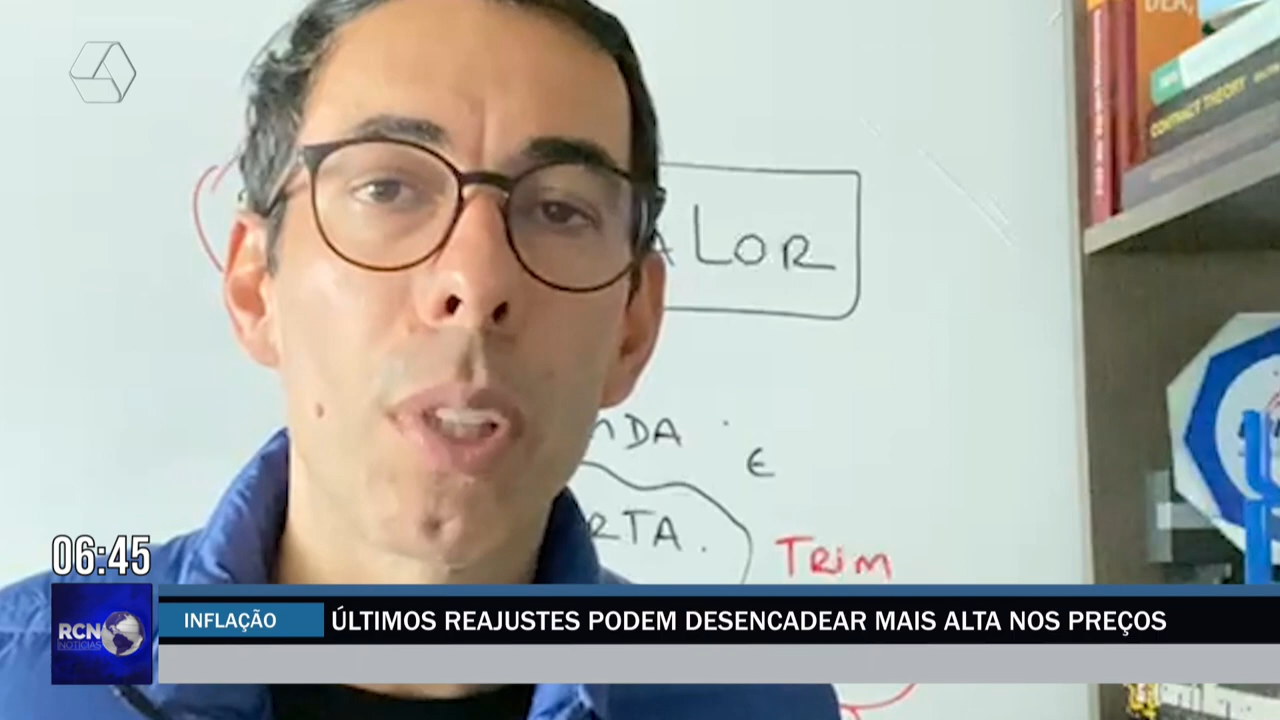 CONTRACT THEORY
ALOR
NDA
E
RTA.
TRIM
06:45
RCN
NOTÍCIAS
INFLAÇÃO
ÚLTIMOS REAJUSTES PODEM DESENCADEAR MAIS ALTA NOS PREÇOS